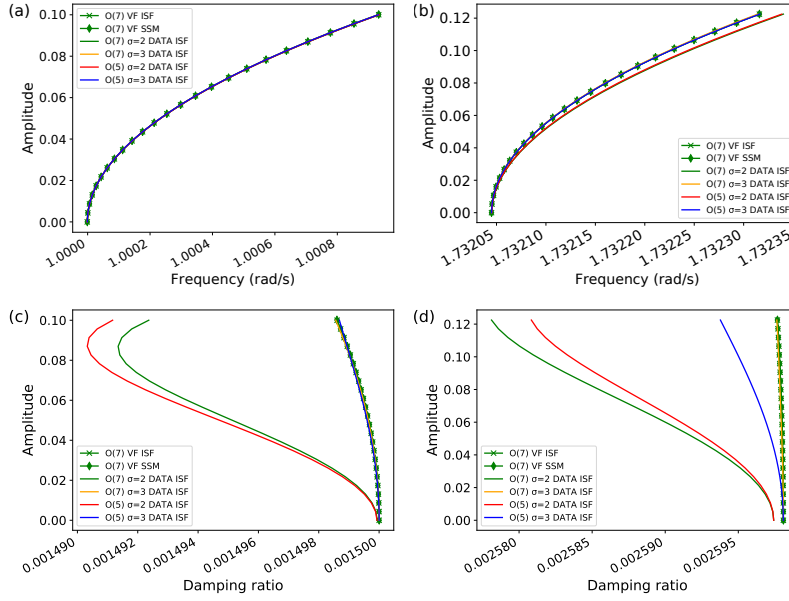 (a)
O(7) VF ISF
O(7) VF SSM
O(7) σ=2 DATA ISF
O(7) σ=3 DATA ISF
O(5) σ=2 DATA ISF
O(5) σ=3 DATA ISF
0.10
0.08
0.06
0.04
0.02
0.00
Amplitude
1.0000
1.0002
1.0004
1.0006
1.0008
Frequency (rad/s)
(b)
0.12
0.10
0.08
0.06
0.04
0.02
0.00
Amplitude
O(7) VF ISF
O(7) VF SSM
O(7) σ=2 DATA ISF
O(7) σ=3 DATA ISF
O(5) σ=2 DATA ISF
O(5) σ=3 DATA ISF
1.73205
1.73210
1.73215
1.73220
1.73225
1.73230
1.73235
Frequency (rad/s)
(c)
0.10
0.08
0.06
0.04
0.02
0.00
Amplitude
O(7) VF ISF
O(7) VF SSM
O(7) σ=2 DATA ISF
O(7) σ=3 DATA ISF
O(5) σ=2 DATA ISF
O(5) σ=3 DATA ISF
0.001490
0.001492
0.001494
0.001496
0.001498
0.001500
Damping ratio
(d)
0.12
0.10
0.08
0.06
0.04
0.02
0.00
Amplitude
O(7) VF ISF
O(7) VF SSM
O(7) σ=2 DATA ISF
O(7) σ=3 DATA ISF
O(5) σ=2 DATA ISF
O(5) σ=3 DATA ISF
0.002580
0.002585
0.002590
0.002595
Damping ratio